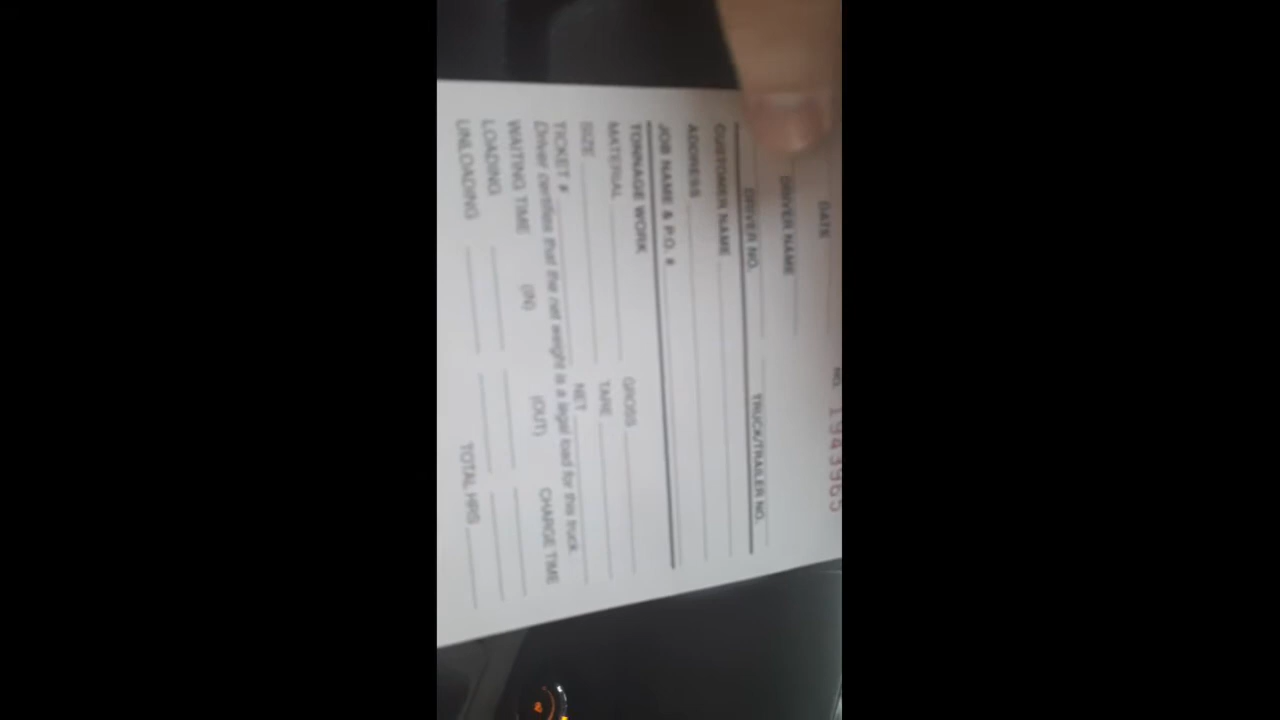 NO. 1943965
DATE
DRIVER NAME
DRIVER NO. TRUCK/TRAILER NO.
CUSTOMER NAME
ADDRESS
JOB NAME & P.O. #
TONNAGE WORK
MATERIAL GROSS
SIZE TARE
TICKET # NET
Driver certifies that the net weight is a legal load for this truck.
WAITING TIME (IN) (OUT) CHARGE TIME
LOADING
UNLOADING TOTAL HRS